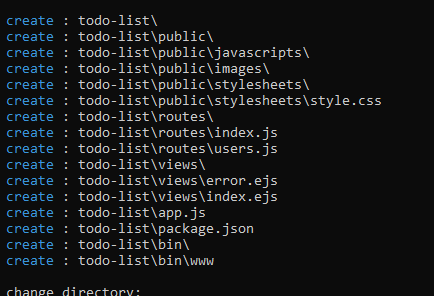 create : todo-list\
create : todo-list\public\
create : todo-list\public\javascripts\
create : todo-list\public\images\
create : todo-list\public\stylesheets\
create : todo-list\public\stylesheets\style.css
create : todo-list\routes\
create : todo-list\routes\index.js
create : todo-list\routes\users.js
create : todo-list\views\
create : todo-list\views\error.ejs
create : todo-list\views\index.ejs
create : todo-list\app.js
create : todo-list\package.json
create : todo-list\bin\
create : todo-list\bin\www
change directory: